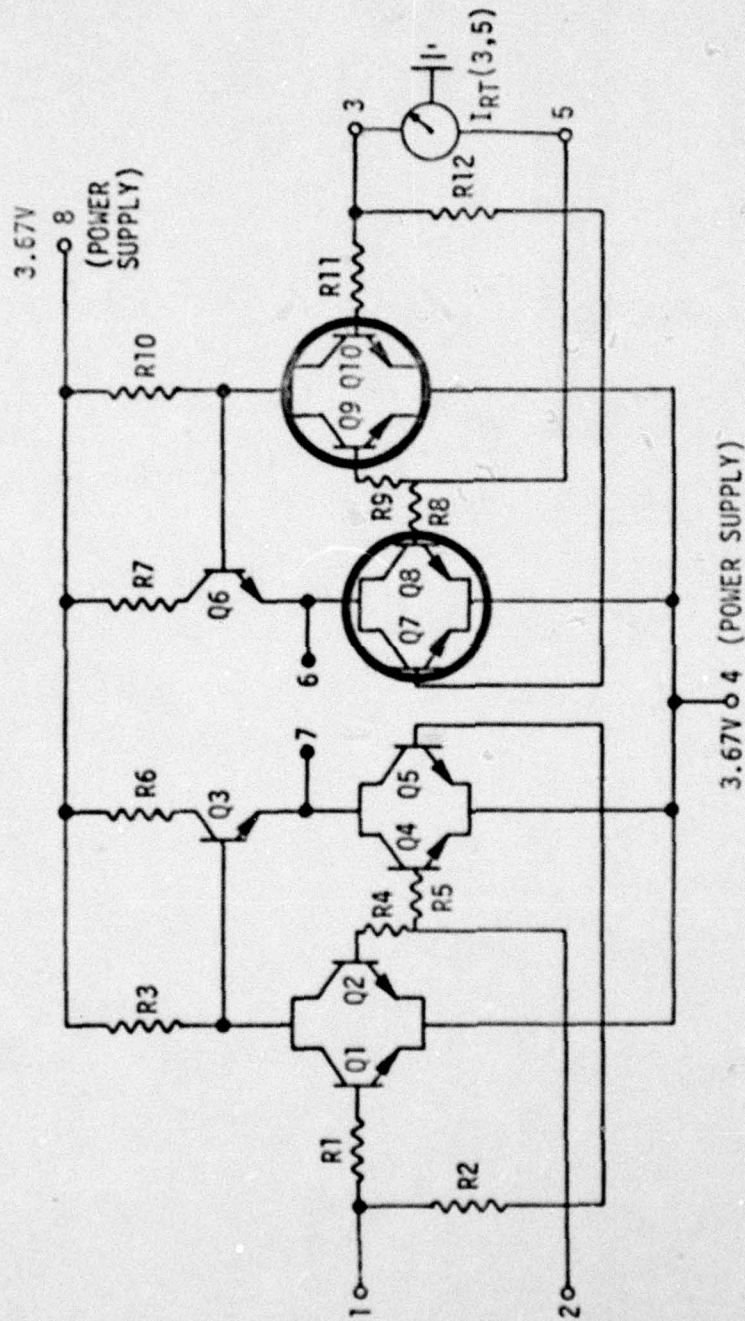 3.67V
8
(POWER
SUPPLY)
R3
R6
R7
R10
Q3
Q6
7
6
1
R1
Q1
Q2
R4
R5
Q4
Q5
Q7
Q8
R8
R9
Q9
Q10
R11
3
R2
R12
I_RT(3,5)
2
5
3.67V
4 (POWER SUPPLY)